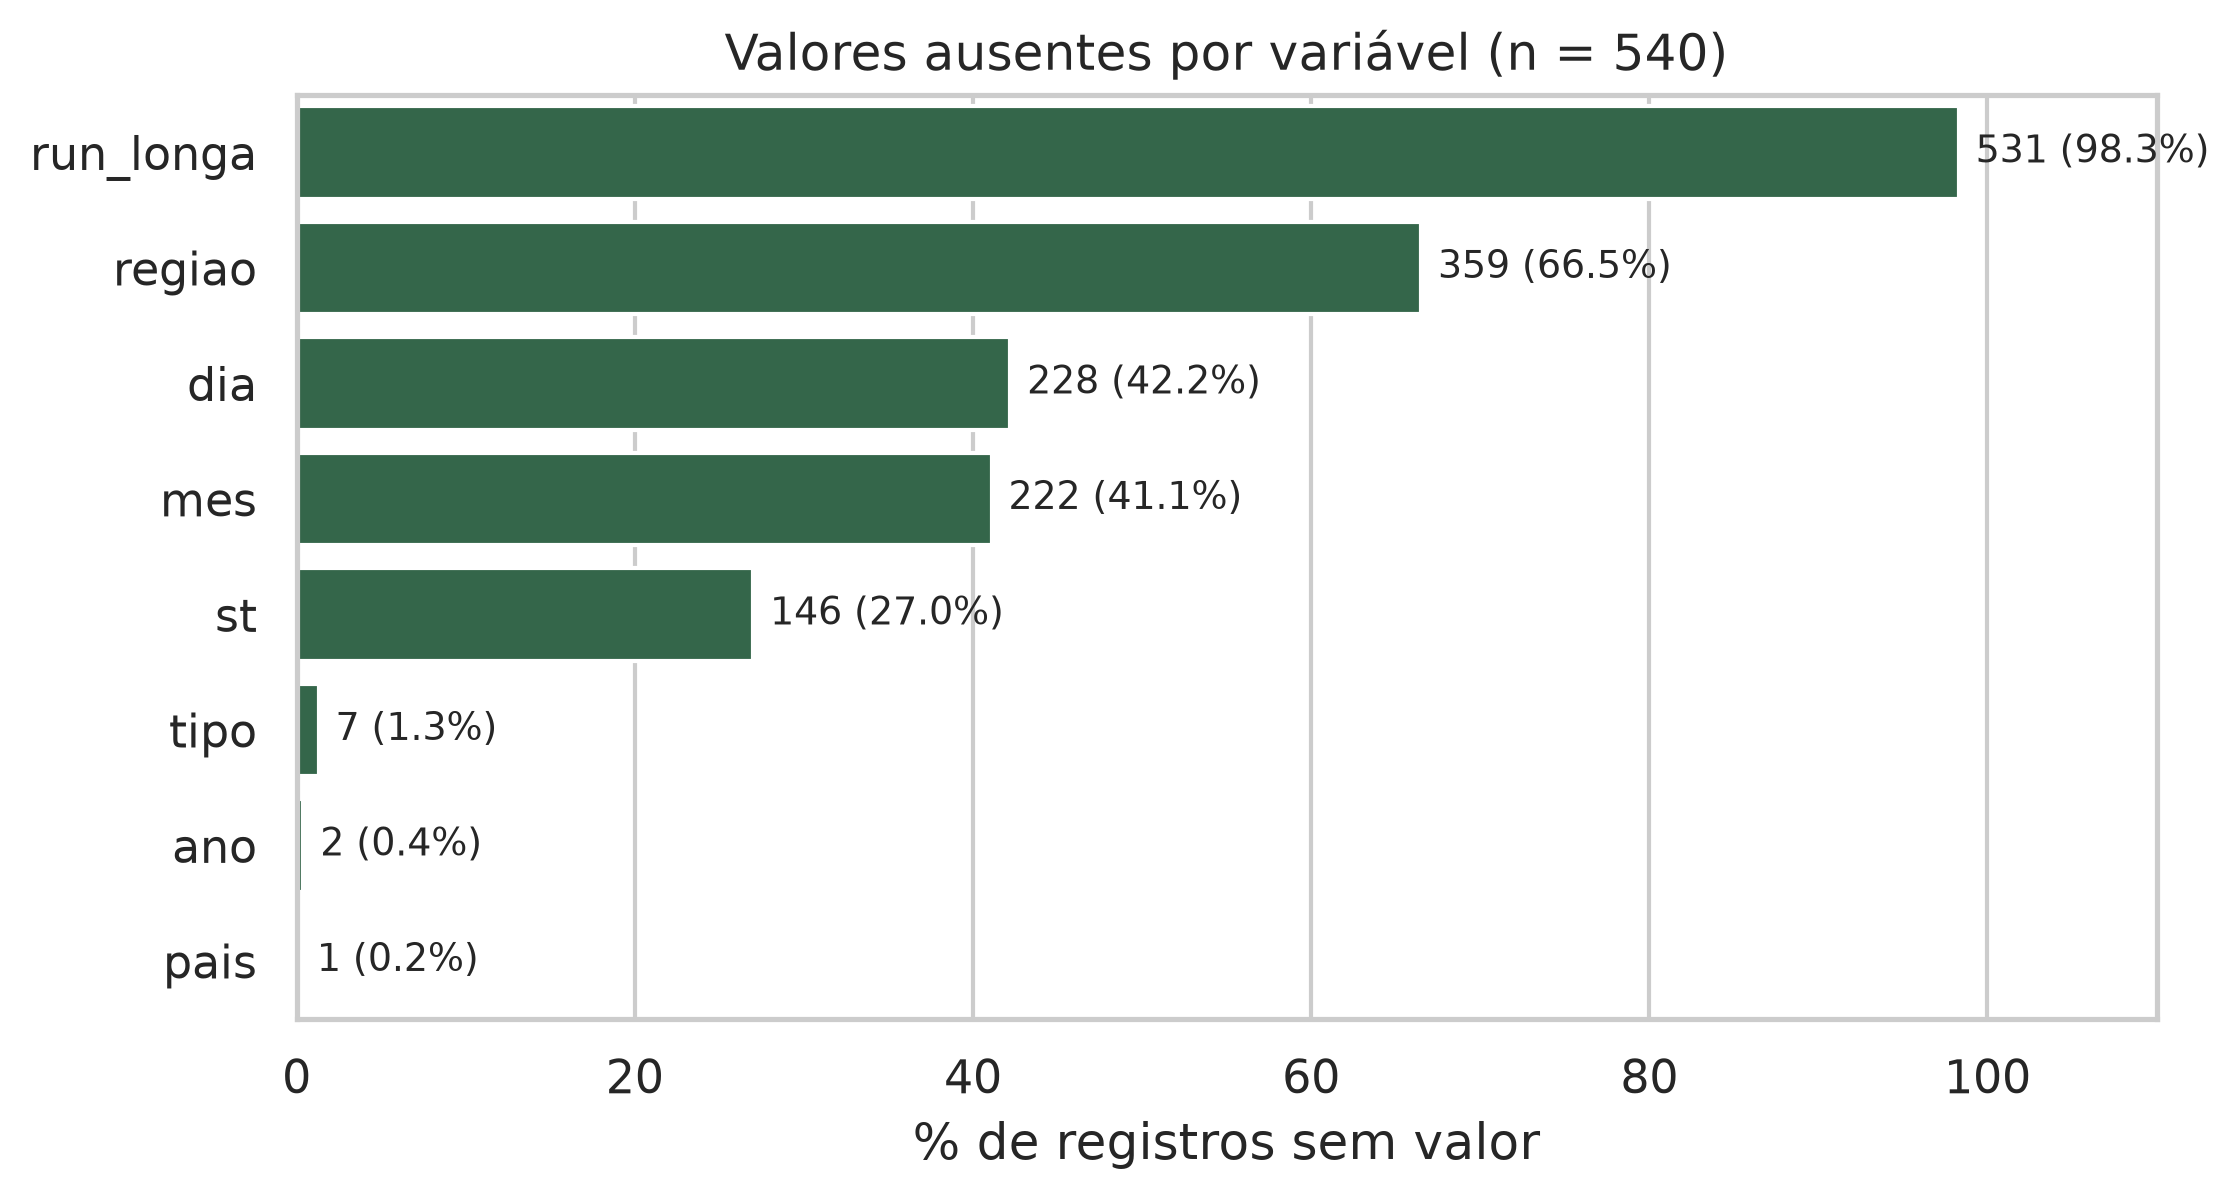 Valores ausentes por variável (n = 540)
run_longa 531 (98.3%)
regiao 359 (66.5%)
dia 228 (42.2%)
mes 222 (41.1%)
st 146 (27.0%)
tipo 7 (1.3%)
ano 2 (0.4%)
pais 1 (0.2%)
0 20 40 60 80 100
% de registros sem valor